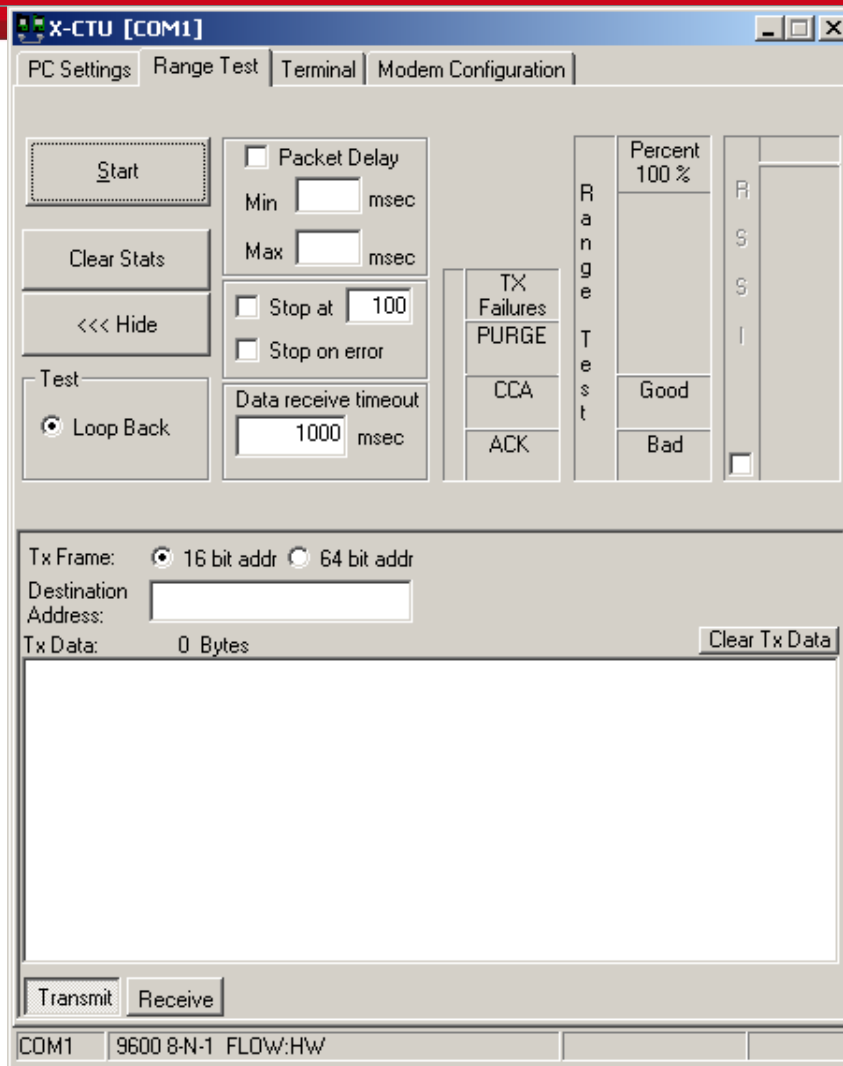 X-CTU [COM1]
PC Settings Range Test Terminal Modem Configuration
Start
Clear Stats
<<< Hide
Test
Loop Back
Packet Delay
Min msec
Max msec
Stop at 100
Stop on error
Data receive timeout
1000 msec
TX
Failures
PURGE
CCA
ACK
Range Test
Percent
100 %
Good
Bad
RSSI
Tx Frame: 16 bit addr 64 bit addr
Destination
Address:
Tx Data: 0 Bytes
Clear Tx Data
Transmit Receive
COM1 9600 8-N-1 FLOW:HW